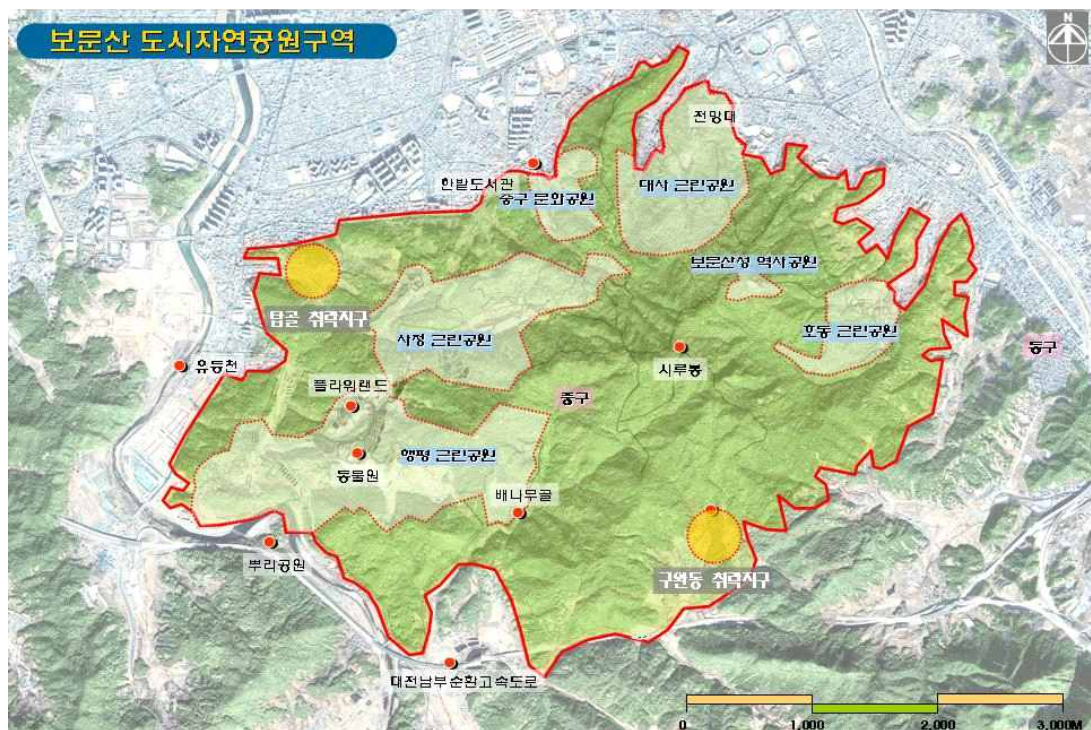 보문산 도시자연공원구역
N
전망대
한밭도서관
중구 문화공원
대사 근린공원
보문산성 역사공원
탑골 취락지구
사정 근린공원
호동 근린공원
동구
시루봉
유등천
플라워랜드
중구
행평 근린공원
동물원
배나무골
뿌리공원
구완동 취락지구
대전남부순환고속도로
0 1,000 2,000 3,000M